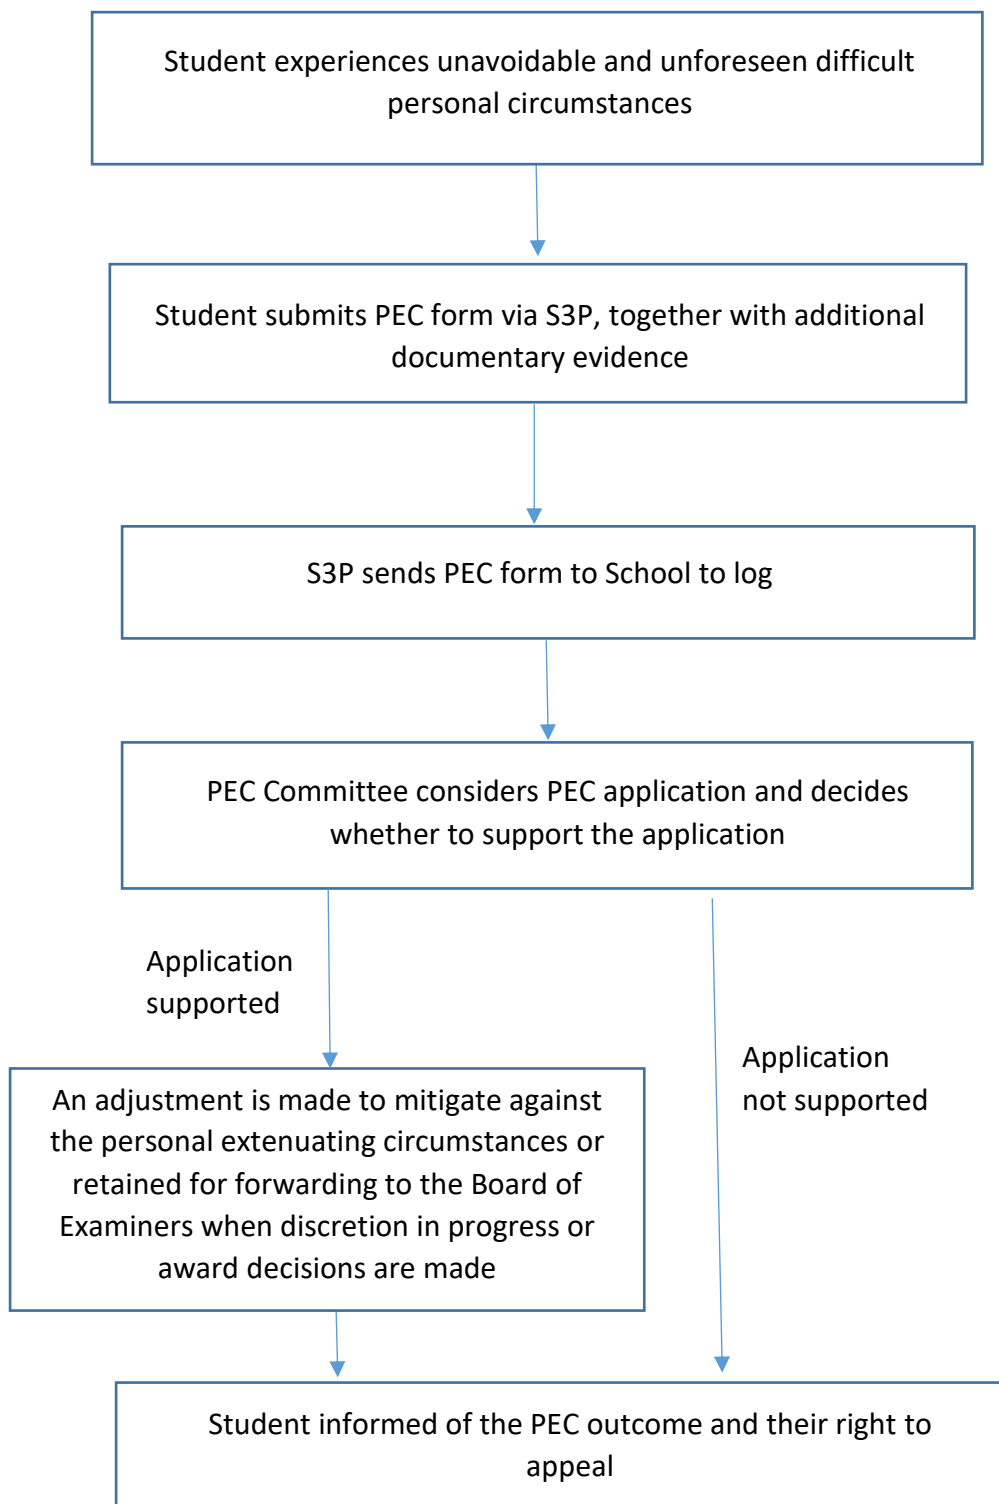 Student experiences unavoidable and unforeseen difficult
personal circumstances
Student submits PEC form via S3P, together with additional
documentary evidence
S3P sends PEC form to School to log
PEC Committee considers PEC application and decides
whether to support the application
Application
supported
Application
not supported
An adjustment is made to mitigate against
the personal extenuating circumstances or
retained for forwarding to the Board of
Examiners when discretion in progress or
award decisions are made
Student informed of the PEC outcome and their right to
appeal